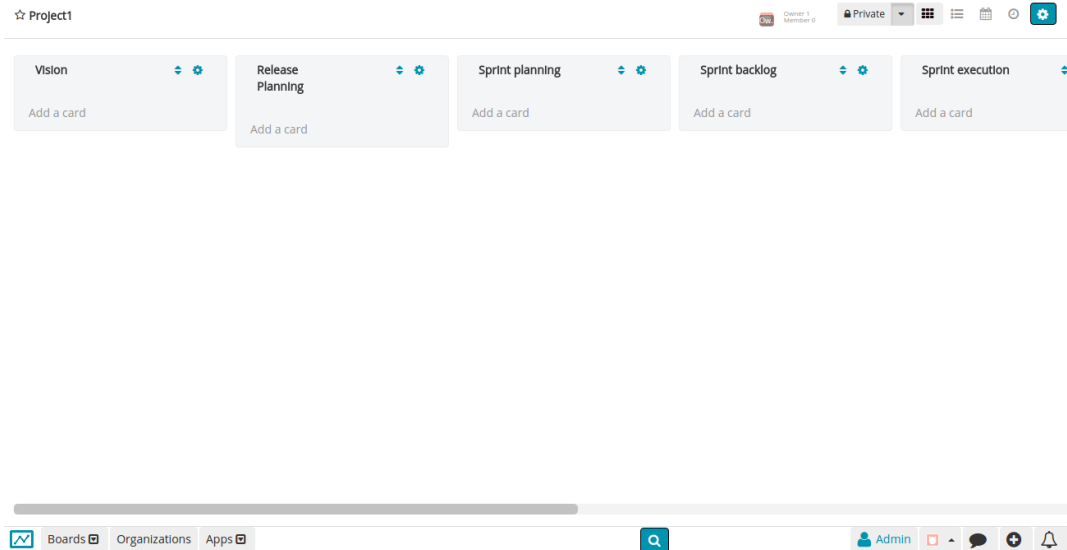 Project1
Ow.
Owner 1
Member 0
Private
Vision
Release
Planning
Sprint planning
Sprint backlog
Sprint execution
Add a card
Add a card
Add a card
Add a card
Add a card
Boards
Organizations
Apps
Admin